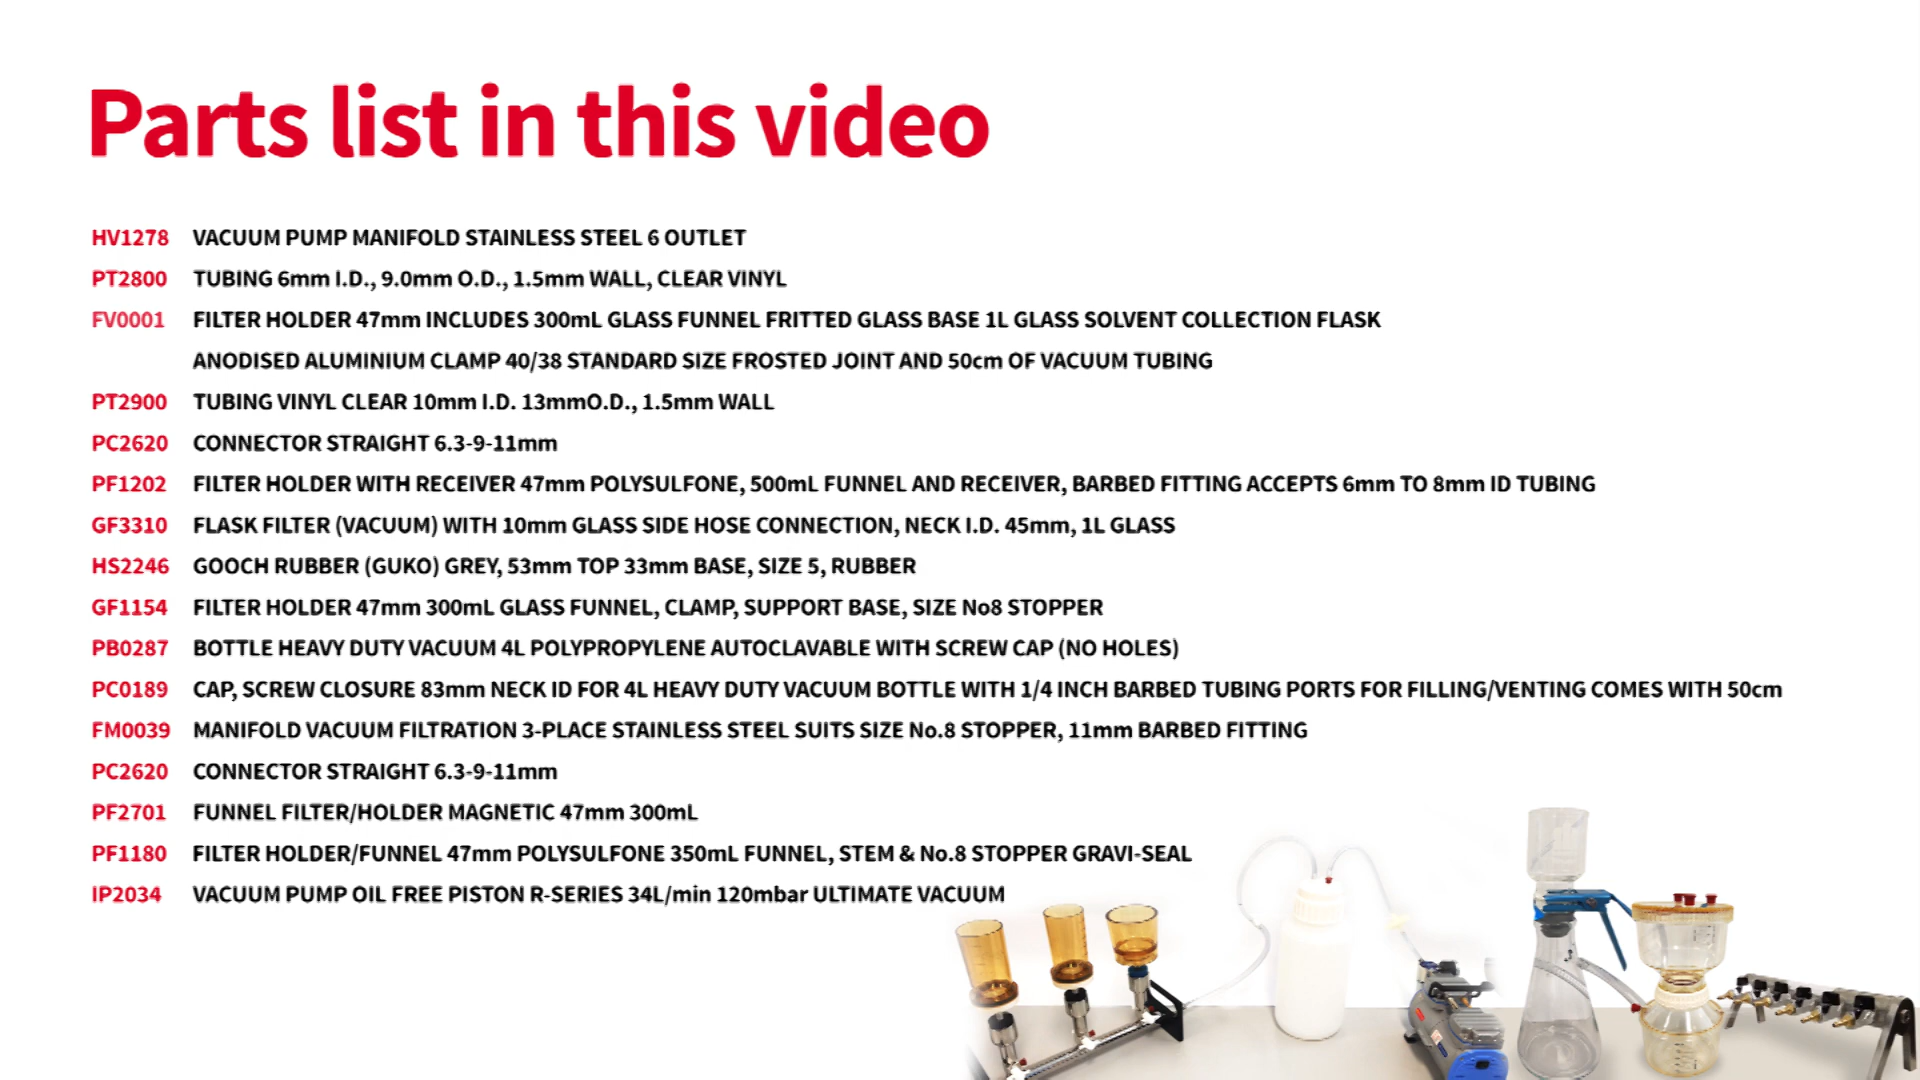 Parts list in this video
HV1278 VACUUM PUMP MANIFOLD STAINLESS STEEL 6 OUTLET
PT2800 TUBING 6mm I.D., 9.0mm O.D., 1.5mm WALL, CLEAR VINYL
FV0001 FILTER HOLDER 47mm INCLUDES 300mL GLASS FUNNEL FRITTED GLASS BASE 1L GLASS SOLVENT COLLECTION FLASK
ANODISED ALUMINIUM CLAMP 40/38 STANDARD SIZE FROSTED JOINT AND 50cm OF VACUUM TUBING
PT2900 TUBING VINYL CLEAR 10mm I.D. 13mmO.D., 1.5mm WALL
PC2620 CONNECTOR STRAIGHT 6.3-9-11mm
PF1202 FILTER HOLDER WITH RECEIVER 47mm POLYSULFONE, 500mL FUNNEL AND RECEIVER, BARBED FITTING ACCEPTS 6mm TO 8mm ID TUBING
GF3310 FLASK FILTER (VACUUM) WITH 10mm GLASS SIDE HOSE CONNECTION, NECK I.D. 45mm, 1L GLASS
HS2246 GOOCH RUBBER (GUKO) GREY, 53mm TOP 33mm BASE, SIZE 5, RUBBER
GF1154 FILTER HOLDER 47mm 300mL GLASS FUNNEL, CLAMP, SUPPORT BASE, SIZE No8 STOPPER
PB0287 BOTTLE HEAVY DUTY VACUUM 4L POLYPROPYLENE AUTOCLAVABLE WITH SCREW CAP (NO HOLES)
PC0189 CAP, SCREW CLOSURE 83mm NECK ID FOR 4L HEAVY DUTY VACUUM BOTTLE WITH 1/4 INCH BARBED TUBING PORTS FOR FILLING/VENTING COMES WITH 50cm
FM0039 MANIFOLD VACUUM FILTRATION 3-PLACE STAINLESS STEEL SUITS SIZE No.8 STOPPER, 11mm BARBED FITTING
PC2620 CONNECTOR STRAIGHT 6.3-9-11mm
PF2701 FUNNEL FILTER/HOLDER MAGNETIC 47mm 300mL
PF1180 FILTER HOLDER/FUNNEL 47mm POLYSULFONE 350mL FUNNEL, STEM & No.8 STOPPER GRAVI-SEAL
IP2034 VACUUM PUMP OIL FREE PISTON R-SERIES 34L/min 120mbar ULTIMATE VACUUM